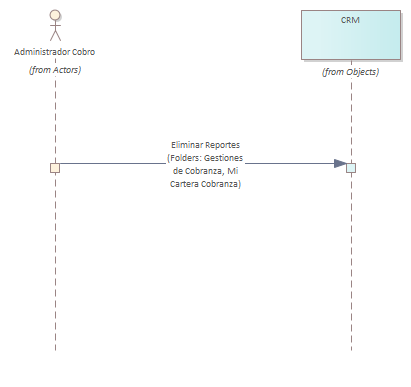 CRM
Administrador Cobro
(from Actors)
(from Objects)
Eliminar Reportes
(Folders: Gestiones
de Cobranza, Mi
Cartera Cobranza)